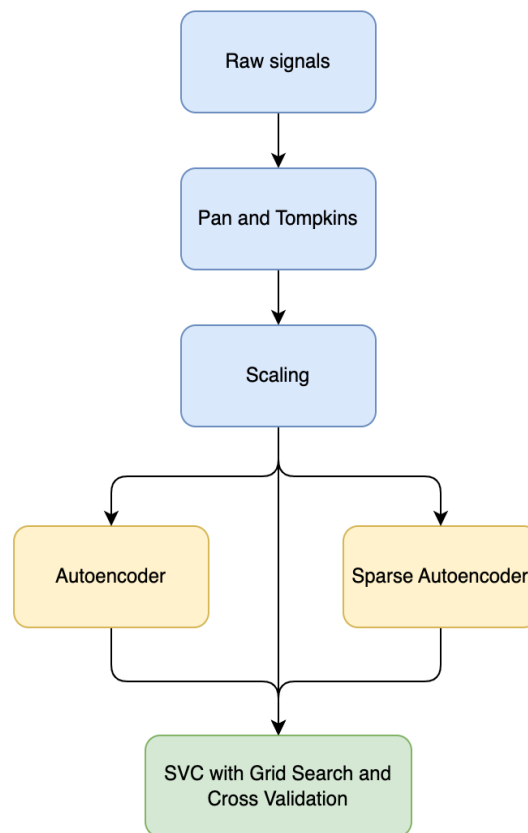 Raw signals
Pan and Tompkins
Scaling
Autoencoder
Sparse Autoencoder
SVC with Grid Search and
Cross Validation